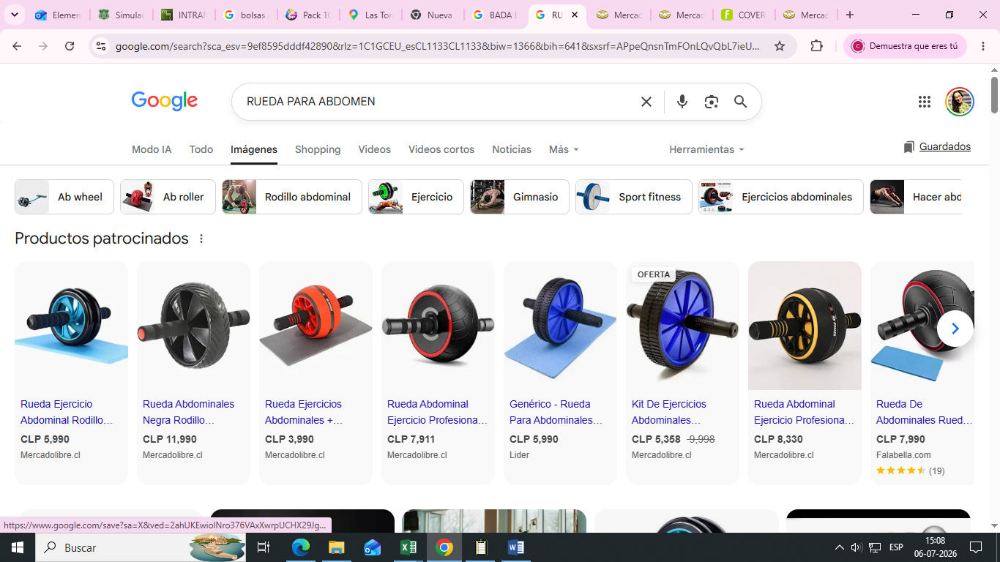 Elemen
Simulac
INTRAN
bolsas
Pack 10
Las Tor
Nueva
BADA E
RU
Mercac
Mercac
COVER
Mercac
google.com/search?sca_esv=9ef8595dddf42890&rlz=1C1GCEU_esCL1133CL1133&biw=1366&bih=641&sxsrf=APpeQnsnTmFOnLQvQbL7ieU...
Demuestra que eres tú
Google
RUEDA PARA ABDOMEN
Modo IA
Todo
Imágenes
Shopping
Videos
Videos cortos
Noticias
Más
Herramientas
Guardados
Ab wheel
Ab roller
Rodillo abdominal
Ejercicio
Gimnasio
Sport fitness
Ejercicios abdominales
Hacer abd
Productos patrocinados
Rueda Ejercicio
Abdominal Rodillo…
CLP 5,990
Mercadolibre.cl
Rueda Abdominales
Negra Rodillo…
CLP 11,990
Mercadolibre.cl
Rueda Ejercicios
Abdominales +…
CLP 3,990
Mercadolibre.cl
Rueda Abdominal
Ejercicio Profesiona…
CLP 7,911
Mercadolibre.cl
Genérico - Rueda
Para Abdominales…
CLP 5,990
Lider
OFERTA
Kit De Ejercicios
Abdominales…
CLP 5,358 9,998
Mercadolibre.cl
Rueda Abdominal
Ejercicio Profesiona…
CLP 8,330
Mercadolibre.cl
Rueda De
Abdominales Rued…
CLP 7,990
Falabella.com
(19)
https://www.google.com/save?sa=X&ved=2ahUKEwioINro376VAxXwrpUCHX29Jg...
Buscar
ESP
15:08
06-07-2026